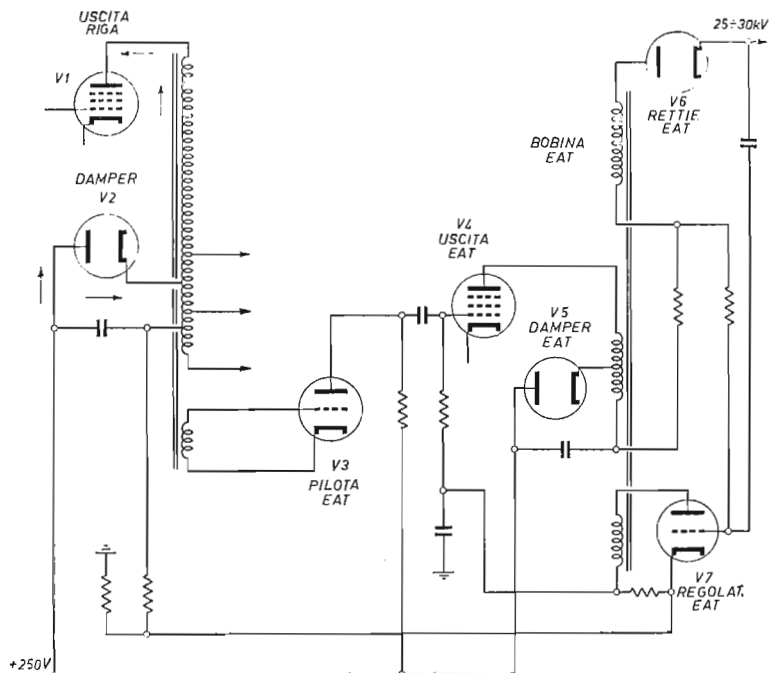 USCITA
RIGA
V1
DAMPER
V2
V3
PILOTA
EAT
V4
USCITA
EAT
V5
DAMPER
EAT
BOBINA
EAT
25÷30kV
V6
RETTIE.
EAT
V7
REGOLAT.
EAT
+250V